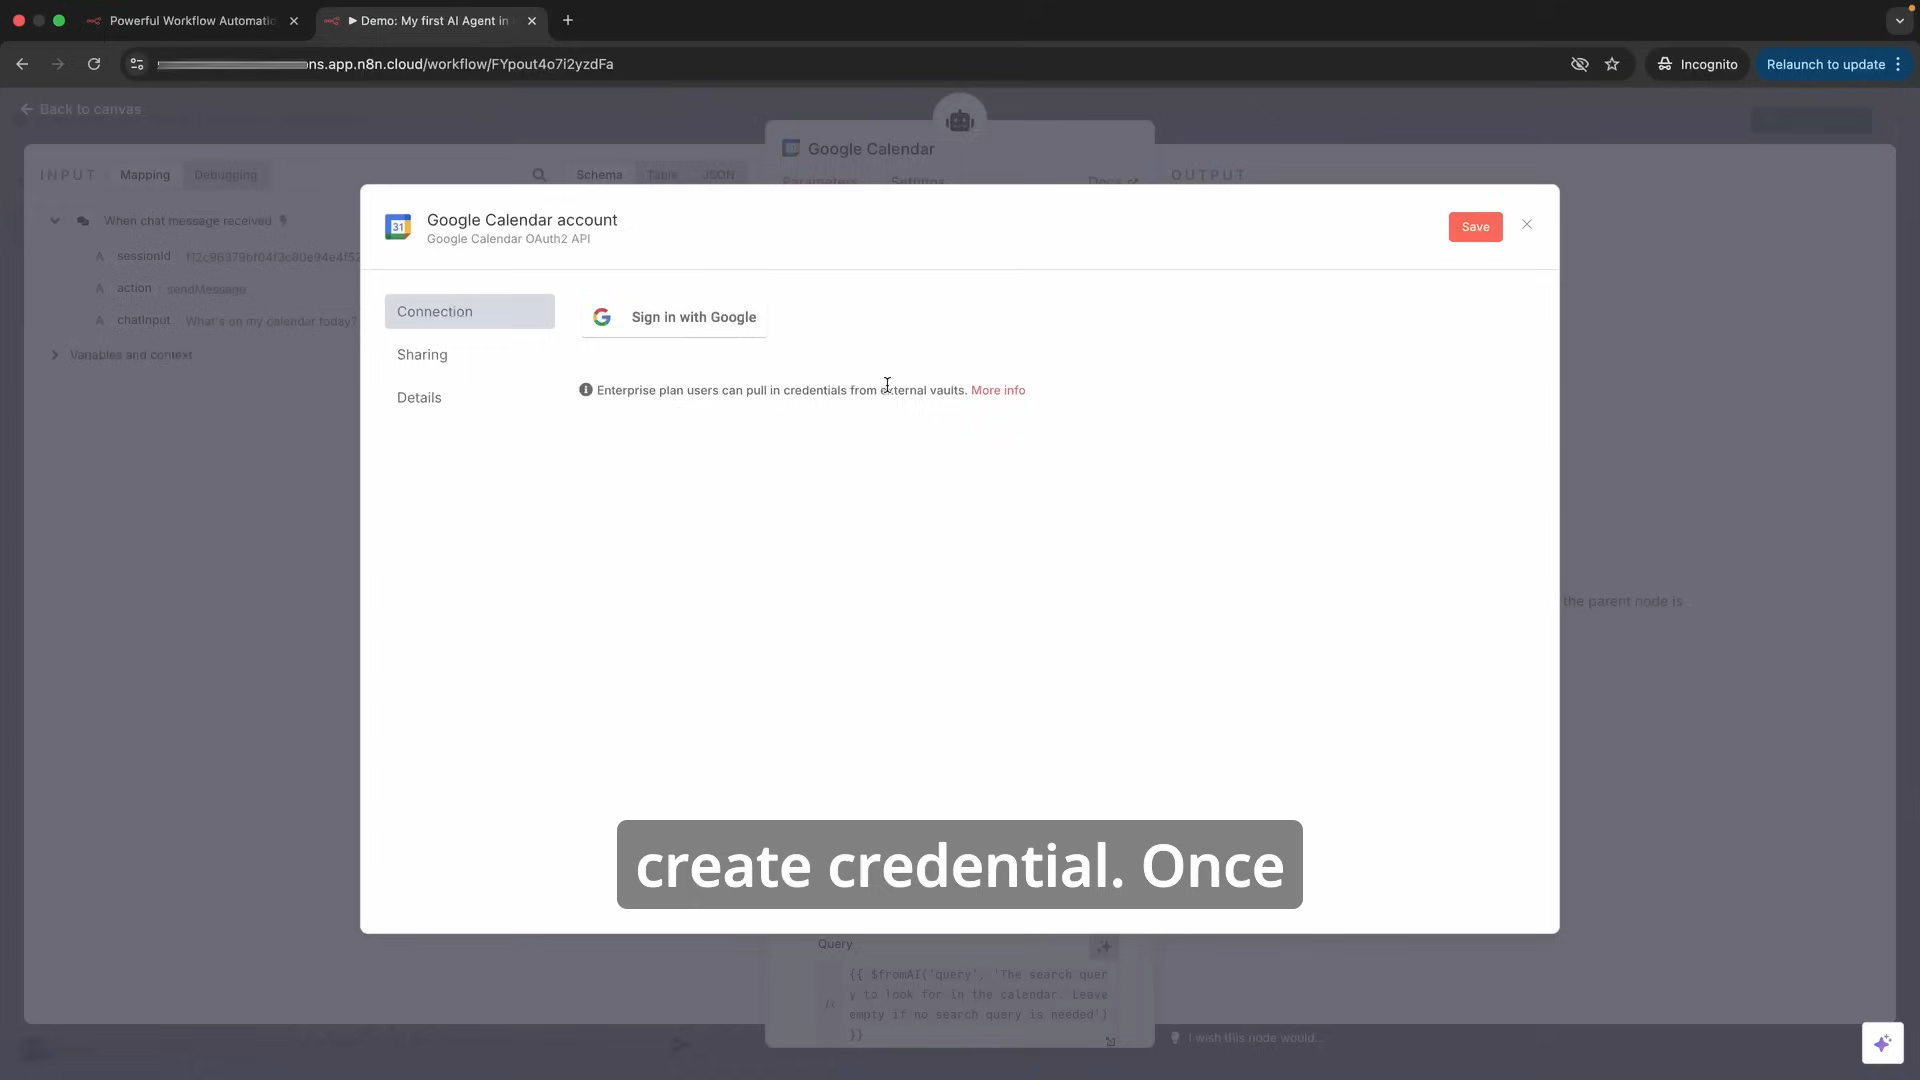 Powerful Workflow Automatio
▶ Demo: My first AI Agent in
ns.app.n8n.cloud/workflow/FYpout4o7i2yzdFa
Incognito
Relaunch to update
Back to canvas
Google Calendar
INPUT
Mapping
Debugging
Schema
Table
JSON
Parameters
Settings
Docs
OUTPUT
When chat message received
A sessionId f12c96379bf04f3c80e94e4f52
A action sendMessage
A chatInput What's on my calendar today?
Variables and context
31
Google Calendar account
Google Calendar OAuth2 API
Save
Connection
Sharing
Details
Sign in with Google
Enterprise plan users can pull in credentials from external vaults. More info
the parent node is
create credential. Once
Query
{{ $fromAI('query', 'The search quer
y to look for in the calendar. Leave
empty if no search query is needed')
}}
I wish this node would...